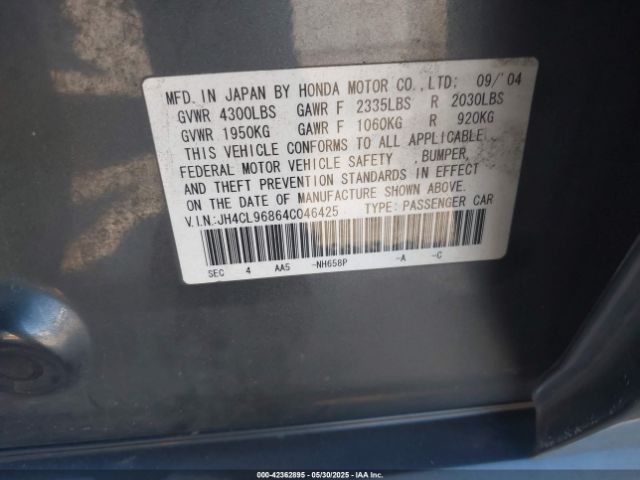 MFD. IN JAPAN BY HONDA MOTOR CO.,LTD: 09/'04
GVWR 4300LBS GAWR F 2335LBS R 2030LBS
GVWR 1950KG GAWR F 1060KG R 920KG
THIS VEHICLE CONFORMS TO ALL APPLICABLE
FEDERAL MOTOR VEHICLE SAFETY ,BUMPER,
AND THEFT PREVENTION STANDARDS IN EFFECT
ON THE DATE OF MANUFACTURE SHOWN ABOVE.
V.I.N:JH4CL96864C046425 TYPE:PASSENGER CAR
SEC 4 AA5 -NH658P -A -C
000-42362895 05/30/2025 IAA Inc. All Rights Reserved